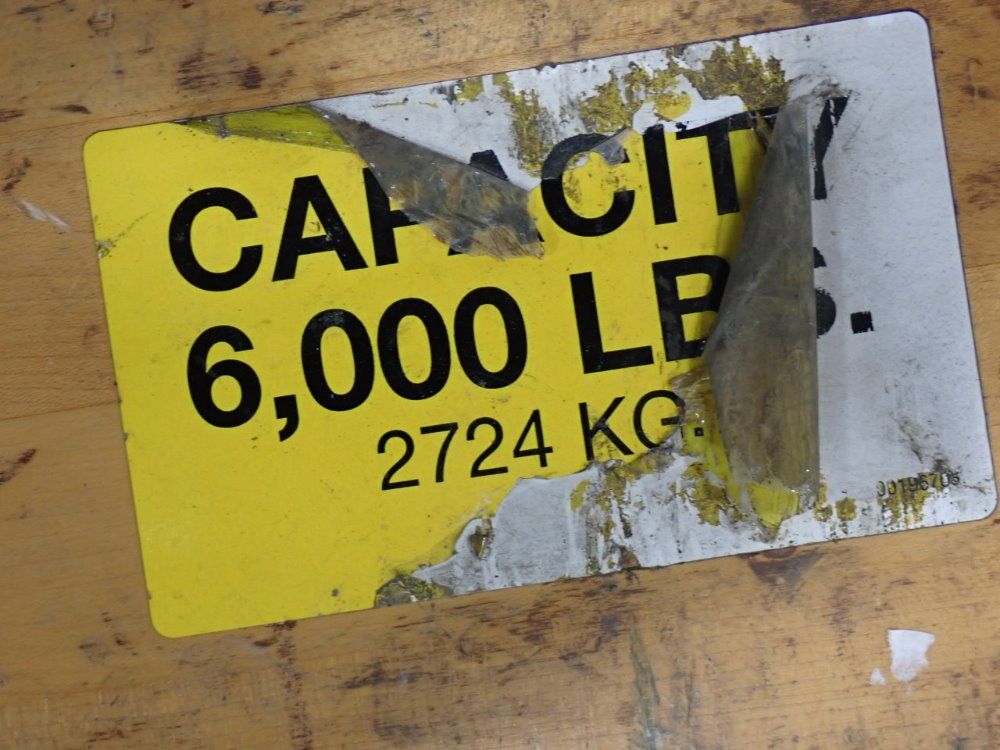 CAPACITY
6,000 LBS.
2724 KG.